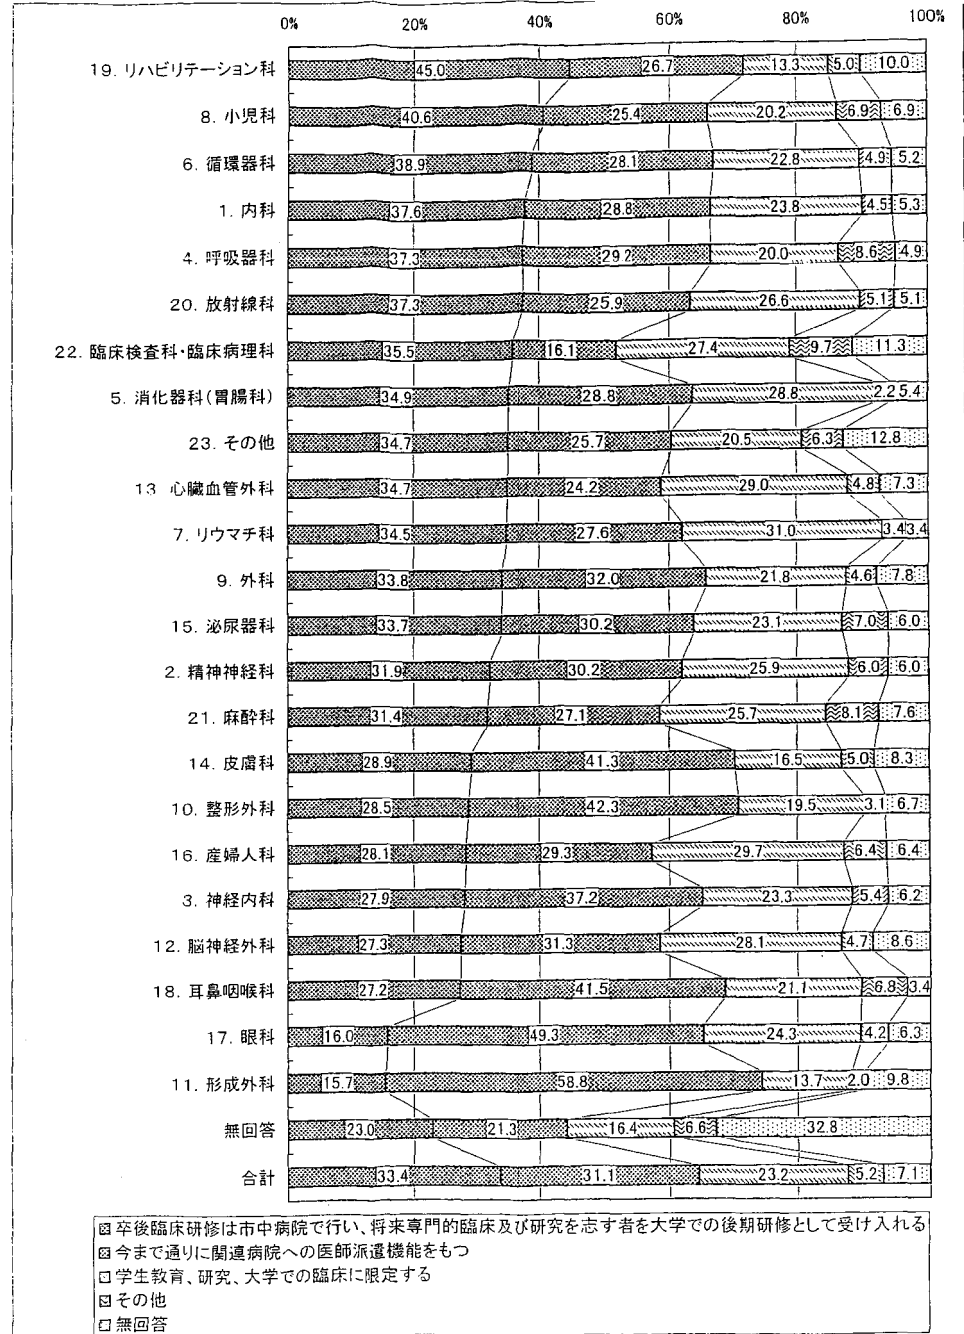 0% 20% 40% 60% 80% 100%
19. リハビリテーション科 45.0 26.7 13.3 5.0 10.0
8. 小児科 40.6 25.4 20.2 6.9 6.9
6. 循環器科 38.9 28.1 22.8 4.9 5.2
1. 内科 37.6 28.8 23.8 4.5 5.3
4. 呼吸器科 37.3 29.2 20.0 8.6 4.9
20. 放射線科 37.3 25.9 26.6 5.1 5.1
22. 臨床検査科・臨床病理科 35.5 16.1 27.4 9.7 11.3
5. 消化器科(胃腸科) 34.9 28.8 28.8 2.2 5.4
23. その他 34.7 25.7 20.5 6.3 12.8
13 心臓血管外科 34.7 24.2 29.0 4.8 7.3
7. リウマチ科 34.5 27.6 31.0 3.4 3.4
9. 外科 33.8 32.0 21.8 4.6 7.8
15. 泌尿器科 33.7 30.2 23.1 7.0 6.0
2. 精神神経科 31.9 30.2 25.9 6.0 6.0
21. 麻酔科 31.4 27.1 25.7 8.1 7.6
14. 皮膚科 28.9 41.3 16.5 5.0 8.3
10. 整形外科 28.5 42.3 19.5 3.1 6.7
16. 産婦人科 28.1 29.3 29.7 6.4 6.4
3. 神経内科 27.9 37.2 23.3 5.4 6.2
12. 脳神経外科 27.3 31.3 28.1 4.7 8.6
18. 耳鼻咽喉科 27.2 41.5 21.1 6.8 3.4
17. 眼科 16.0 49.3 24.3 4.2 6.3
11. 形成外科 15.7 58.8 13.7 2.0 9.8
無回答 23.0 21.3 16.4 6.6 32.8
合計 33.4 31.1 23.2 5.2 7.1
卒後臨床研修は市中病院で行い、将来専門的臨床及び研究を志す者を大学での後期研修として受け入れる
今まで通りに関連病院への医師派遣機能をもつ
学生教育、研究、大学での臨床に限定する
その他
無回答